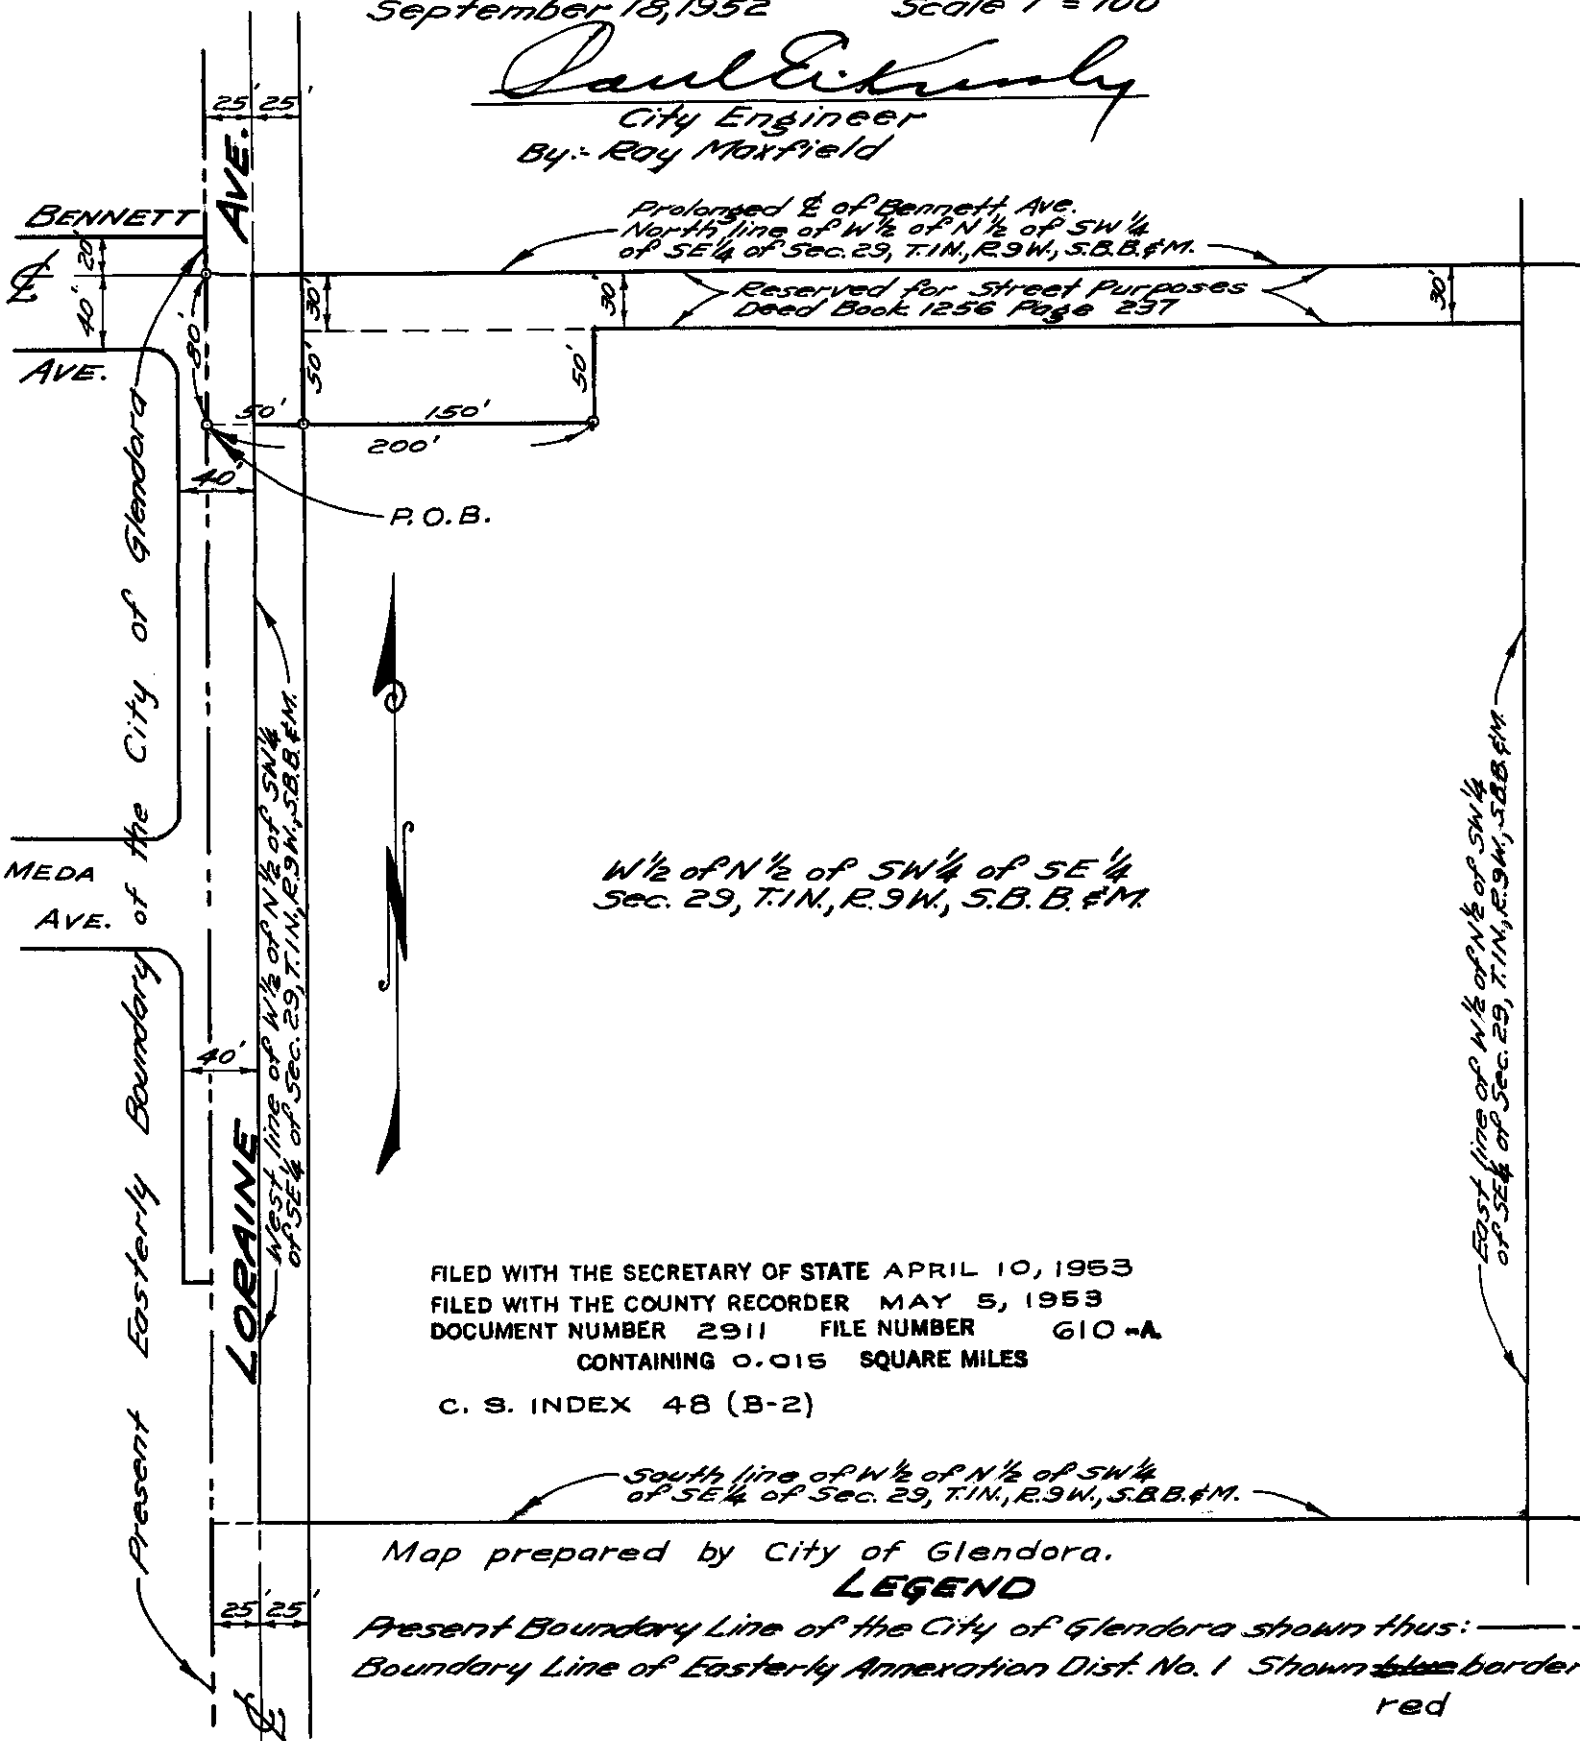 September 18, 1952 Scale 1" = 100'
City Engineer
By:- Ray Maxfield
25' 25'
AVE.
BENNETT
20'
40'
80'
AVE.
Prolonged ℄ of Bennett Ave.
North line of W½ of N½ of SW¼
of SE¼ of Sec. 29, T.1N., R.9W., S.B.B.&M.
30'
30'
30'
Reserved for Street Purposes
Deed Book 1256 Page 237
50'
50'
50' 150'
200'
40'
P.O.B.
Present Easterly Boundary of the City of Glendora
West line of W½ of N½ of SW¼
of SE¼ of Sec. 29, T.1N., R.9W., S.B.B.&M.
N
W½ of N½ of SW¼ of SE¼
Sec. 29, T.1N., R.9W., S.B.B.&M.
East line of W½ of N½ of SW¼
of SE¼ of Sec. 29, T.1N., R.9W., S.B.B.&M.
MEDA
AVE.
40'
LORAINE
FILED WITH THE SECRETARY OF STATE APRIL 10, 1953
FILED WITH THE COUNTY RECORDER MAY 5, 1953
DOCUMENT NUMBER 2911 FILE NUMBER 610-A
CONTAINING 0.015 SQUARE MILES
C. S. INDEX 48 (B-2)
South line of W½ of N½ of SW¼
of SE¼ of Sec. 29, T.1N., R.9W., S.B.B.&M.
Map prepared by City of Glendora.
LEGEND
25' 25'
Present Boundary Line of the City of Glendora shown thus:
Boundary Line of Easterly Annexation Dist. No. 1 Shown blue border
red
℄
℄